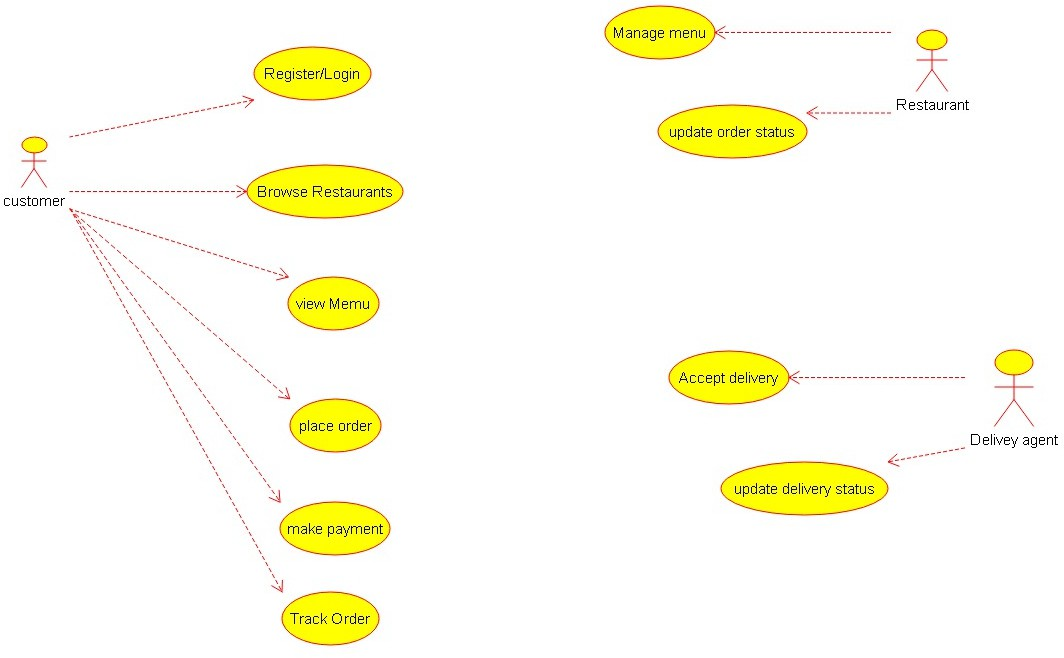 Manage menu
Register/Login
Restaurant
update order status
customer
Browse Restaurants
view Memu
Accept delivery
place order
Delivey agent
update delivery status
make payment
Track Order